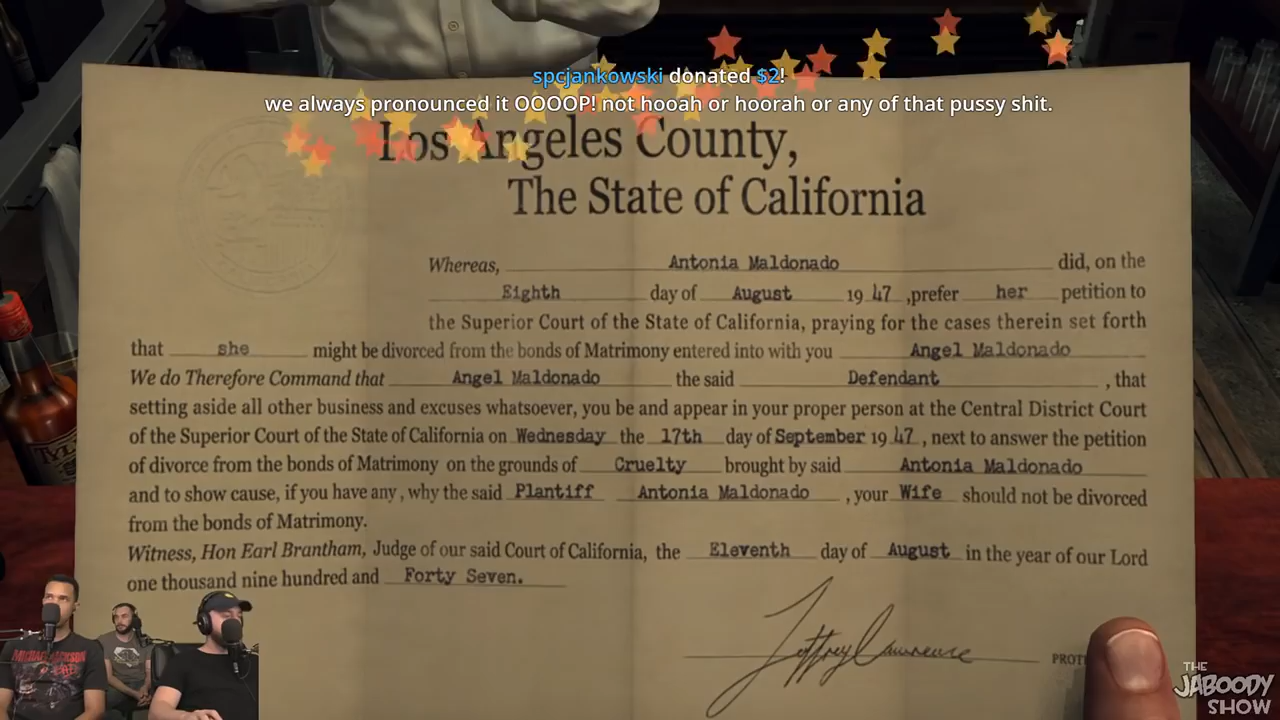 spcjankowski donated $2!
we always pronounced it OOOOP! not hooah or hoorah or any of that pussy shit.
Los Angeles County,
The State of California
Whereas, Antonia Maldonado did, on the
Eighth day of August 19 47 ,prefer her petition to
the Superior Court of the State of California, praying for the cases therein set forth
that she might be divorced from the bonds of Matrimony entered into with you Angel Maldonado
We do Therefore Command that Angel Maldonado the said Defendant , that
setting aside all other business and excuses whatsoever, you be and appear in your proper person at the Central District Court
of the Superior Court of the State of California on Wednesday the 17th day of September 19 47 , next to answer the petition
of divorce from the bonds of Matrimony on the grounds of Cruelty brought by said Antonia Maldonado
and to show cause, if you have any , why the said Plantiff Antonia Maldonado , your Wife should not be divorced
from the bonds of Matrimony.
Witness, Hon Earl Brantham, Judge of our said Court of California, the Eleventh day of August in the year of our Lord
one thousand nine hundred and Forty Seven.
Jeffrey Lawrence
THE
JABOODY
SHOW